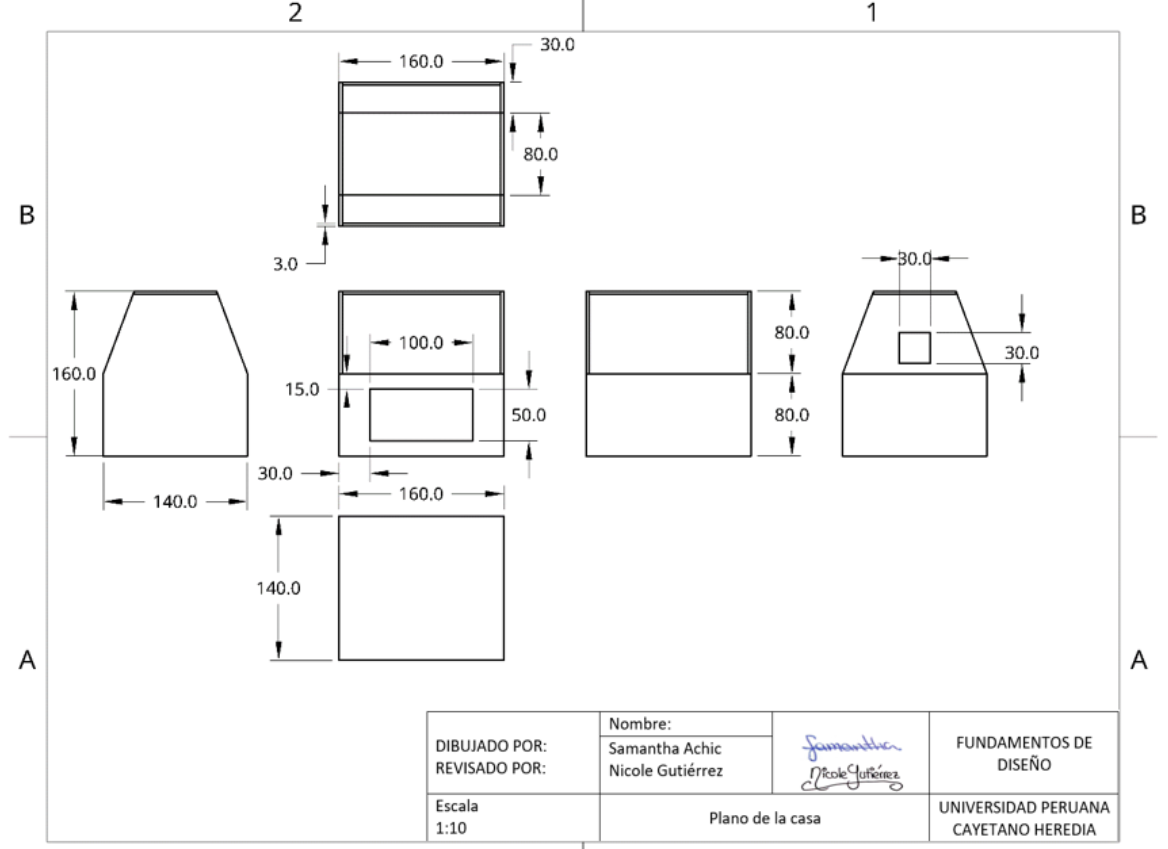 2 1
30.0
160.0
80.0
B B
3.0
30.0
80.0
100.0
30.0
160.0
15.0
50.0
80.0
30.0
160.0
140.0
140.0
A A
DIBUJADO POR:
REVISADO POR:
Nombre:
Samantha Achic
Nicole Gutiérrez
Samantha
Nicole Gutiérrez
FUNDAMENTOS DE
DISEÑO
Escala
1:10
Plano de la casa
UNIVERSIDAD PERUANA
CAYETANO HEREDIA